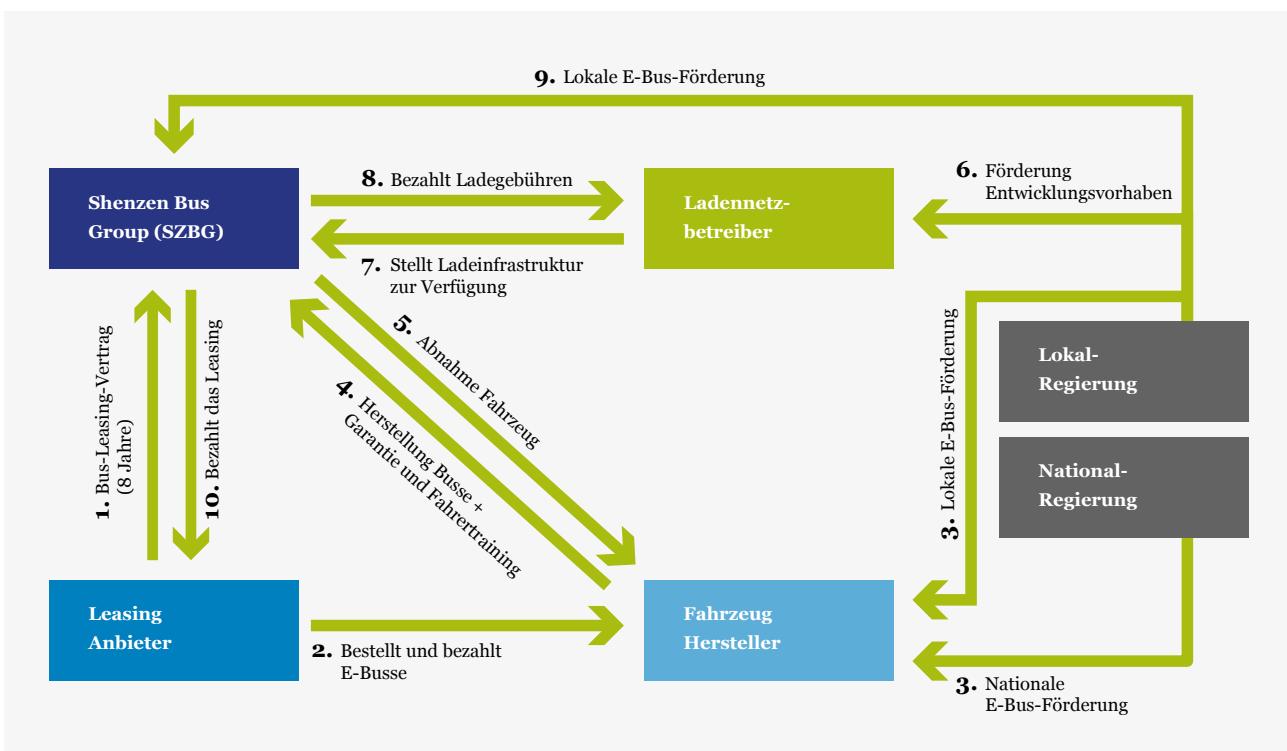 9. Lokale E-Bus-Förderung
Shenzen Bus
Group (SZBG)
8. Bezahlt Ladegebühren
Ladennetz-
betreiber
6. Förderung
Entwicklungsvorhaben
7. Stellt Ladeinfrastruktur
zur Verfügung
1. Bus-Leasing-Vertrag
(8 Jahre)
10. Bezahlt das Leasing
5. Abnahme Fahrzeug
4. Herstellung Busse +
Garantie und Fahrertraining
3. Lokale E-Bus-Förderung
Lokal-
Regierung
National-
Regierung
Leasing
Anbieter
2. Bestellt und bezahlt
E-Busse
Fahrzeug
Hersteller
3. Nationale
E-Bus-Förderung